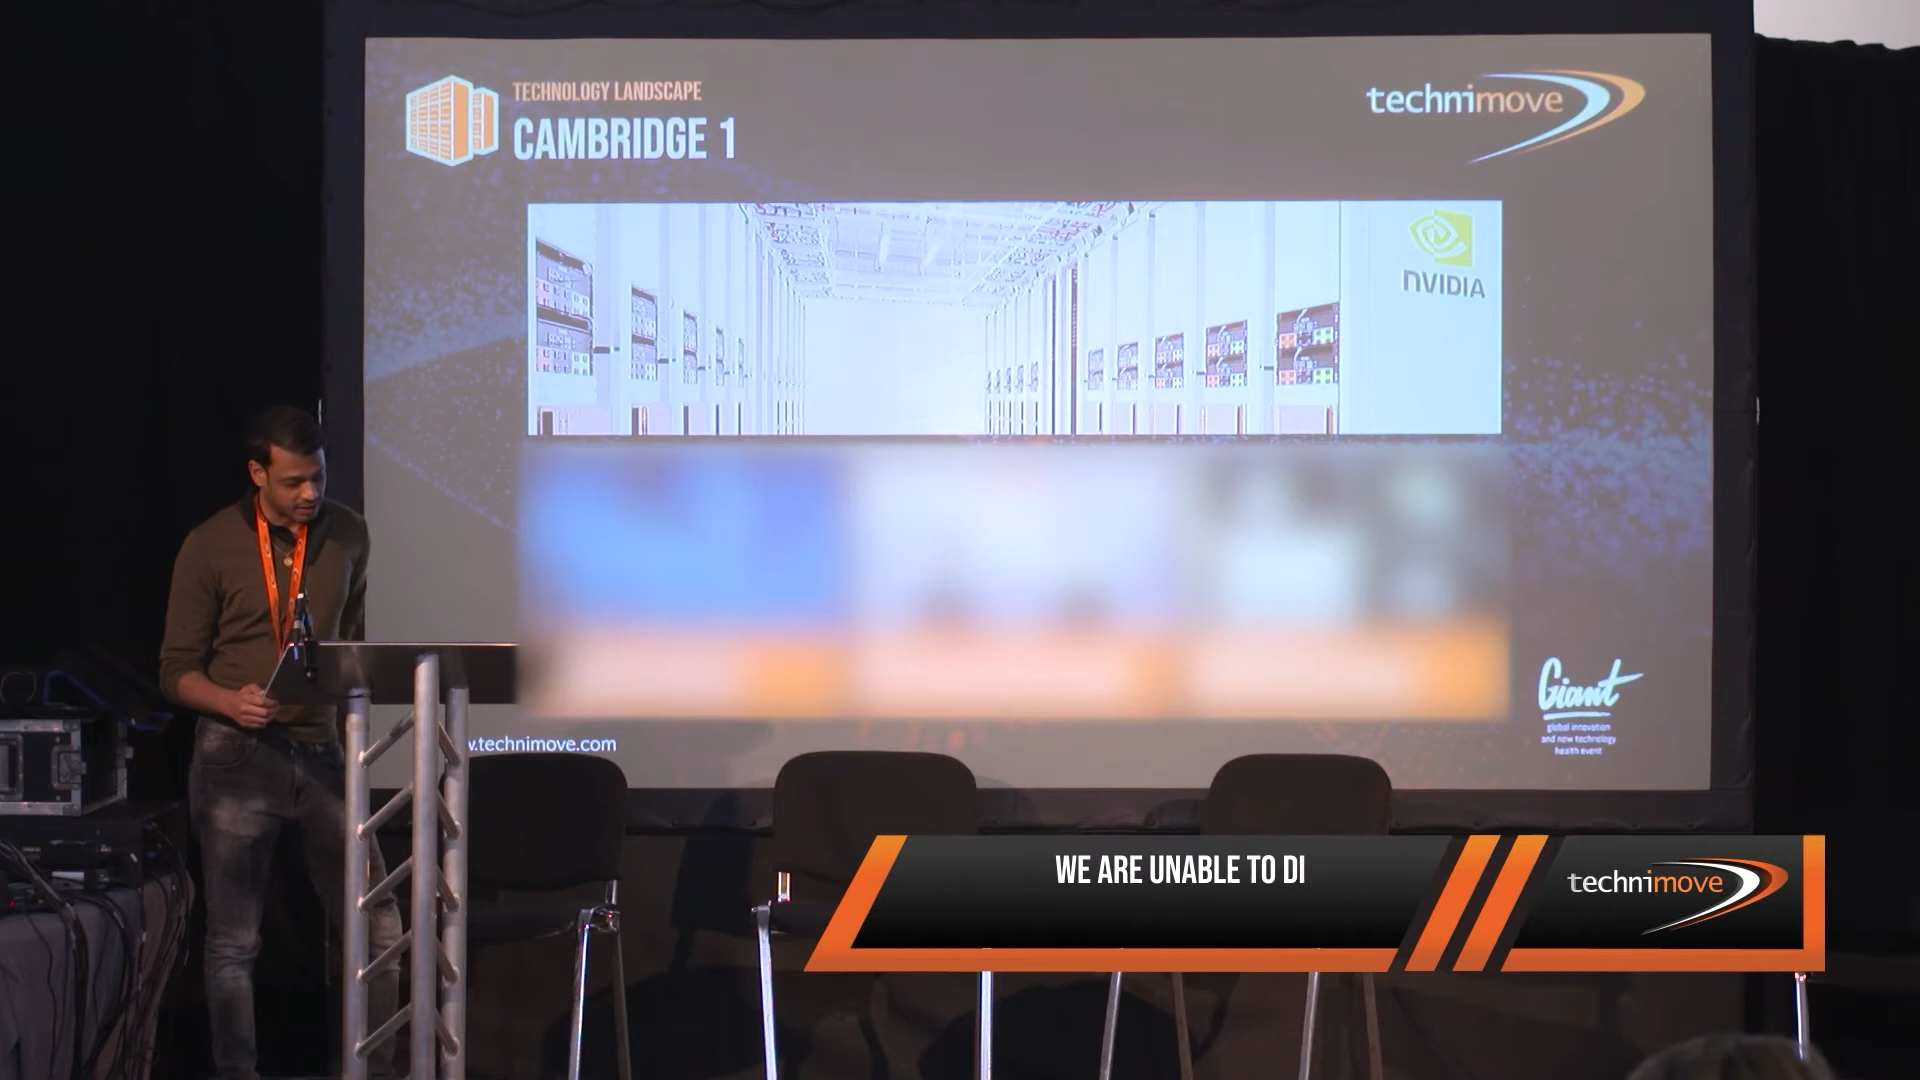 TECHNOLOGY LANDSCAPE
CAMBRIDGE 1
technimove
NVIDIA
Giant
global innovation
and new technology
health event
.technimove.com
WE ARE UNABLE TO DI
technimove